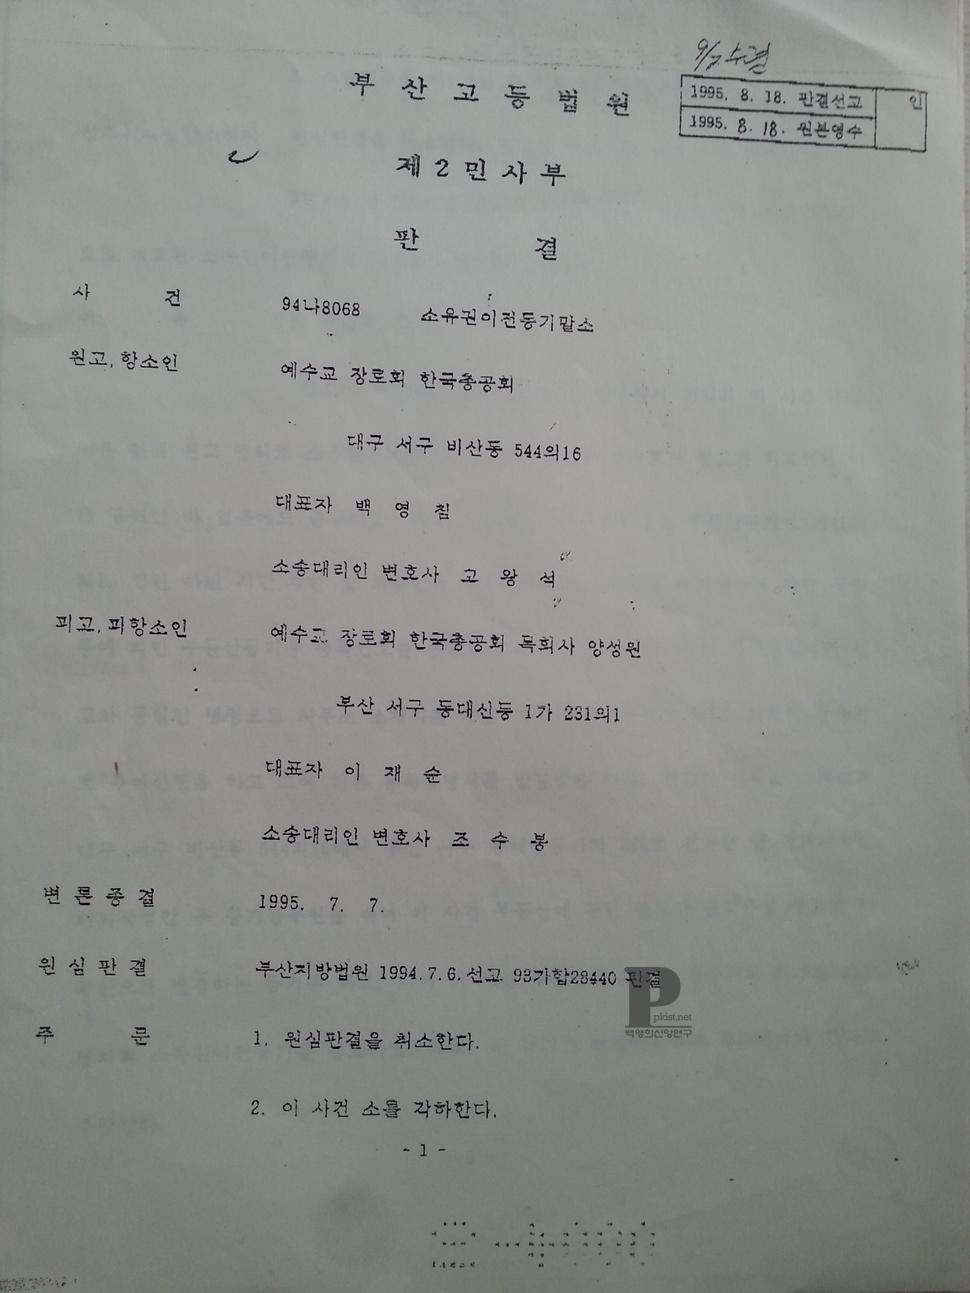 9/7 수령
부산고등법원
1995. 8. 18. 판결선고 인
1995. 8. 18. 원본영수
제2민사부
판 결
사 건 94나8068 소유권이전등기말소
원고, 항소인 예수교 장로회 한국총공회
대구 서구 비산동 544의16
대표자 백 영 침
소송대리인 변호사 고 왕 석
피고, 피항소인 예수교 장로회 한국총공회 목회사 양성원
부산 서구 동대신동 1가 231의1
대표자 이 재 순
소송대리인 변호사 조 수 봉
변 론 종 결 1995. 7. 7.
원 심 판 결 부산지방법원 1994.7.6.선고 93가합23440 판결
P pkist.net
백영희신앙연구
주 문 1. 원심판결을 취소한다.
2. 이 사건 소를 각하한다.
- 1 -